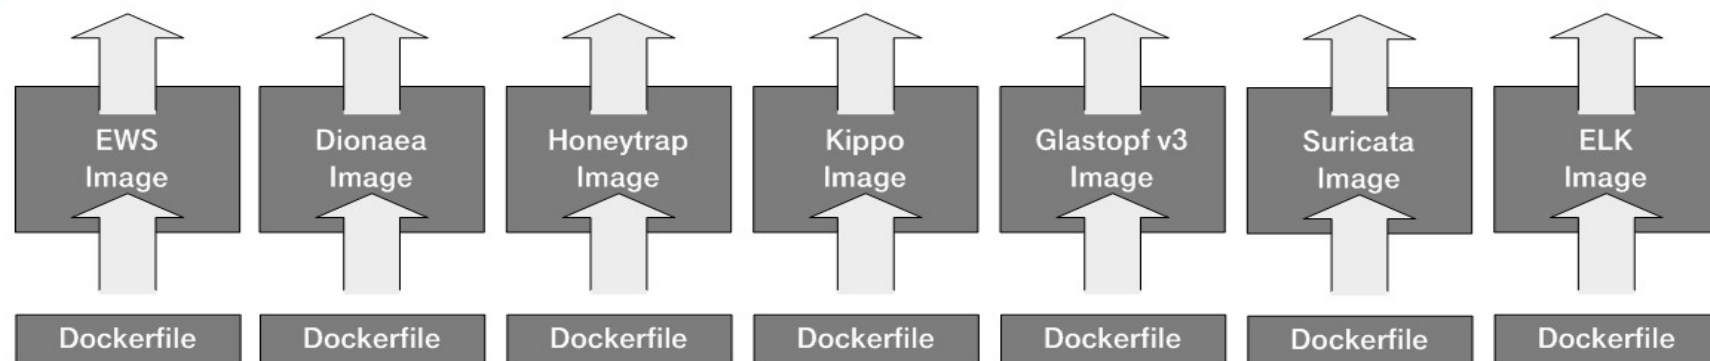 EWS
Image
Dionaea
Image
Honeytrap
Image
Kippo
Image
Glastopf v3
Image
Suricata
Image
ELK
Image
Dockerfile
Dockerfile
Dockerfile
Dockerfile
Dockerfile
Dockerfile
Dockerfile